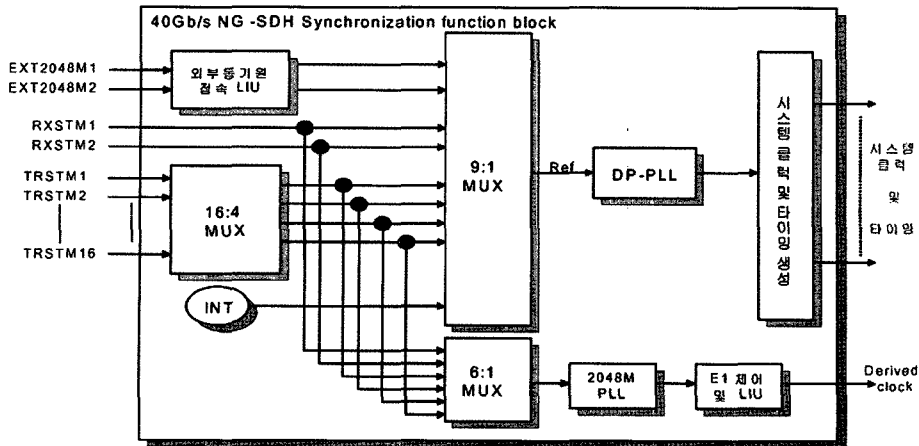 40Gb/s NG -SDH Synchronization function block
EXT2048M1
EXT2048M2
외부동기원
접속 LIU
RXSTM1
RXSTM2
TRSTM1
TRSTM2
TRSTM16
16:4
MUX
INT
9:1
MUX
Ref
DP-PLL
시스템 클럭 및 타이밍 생성
시스템
클럭
및
타이밍
6:1
MUX
2048M
PLL
E1 제어
및 LIU
Derived
clock